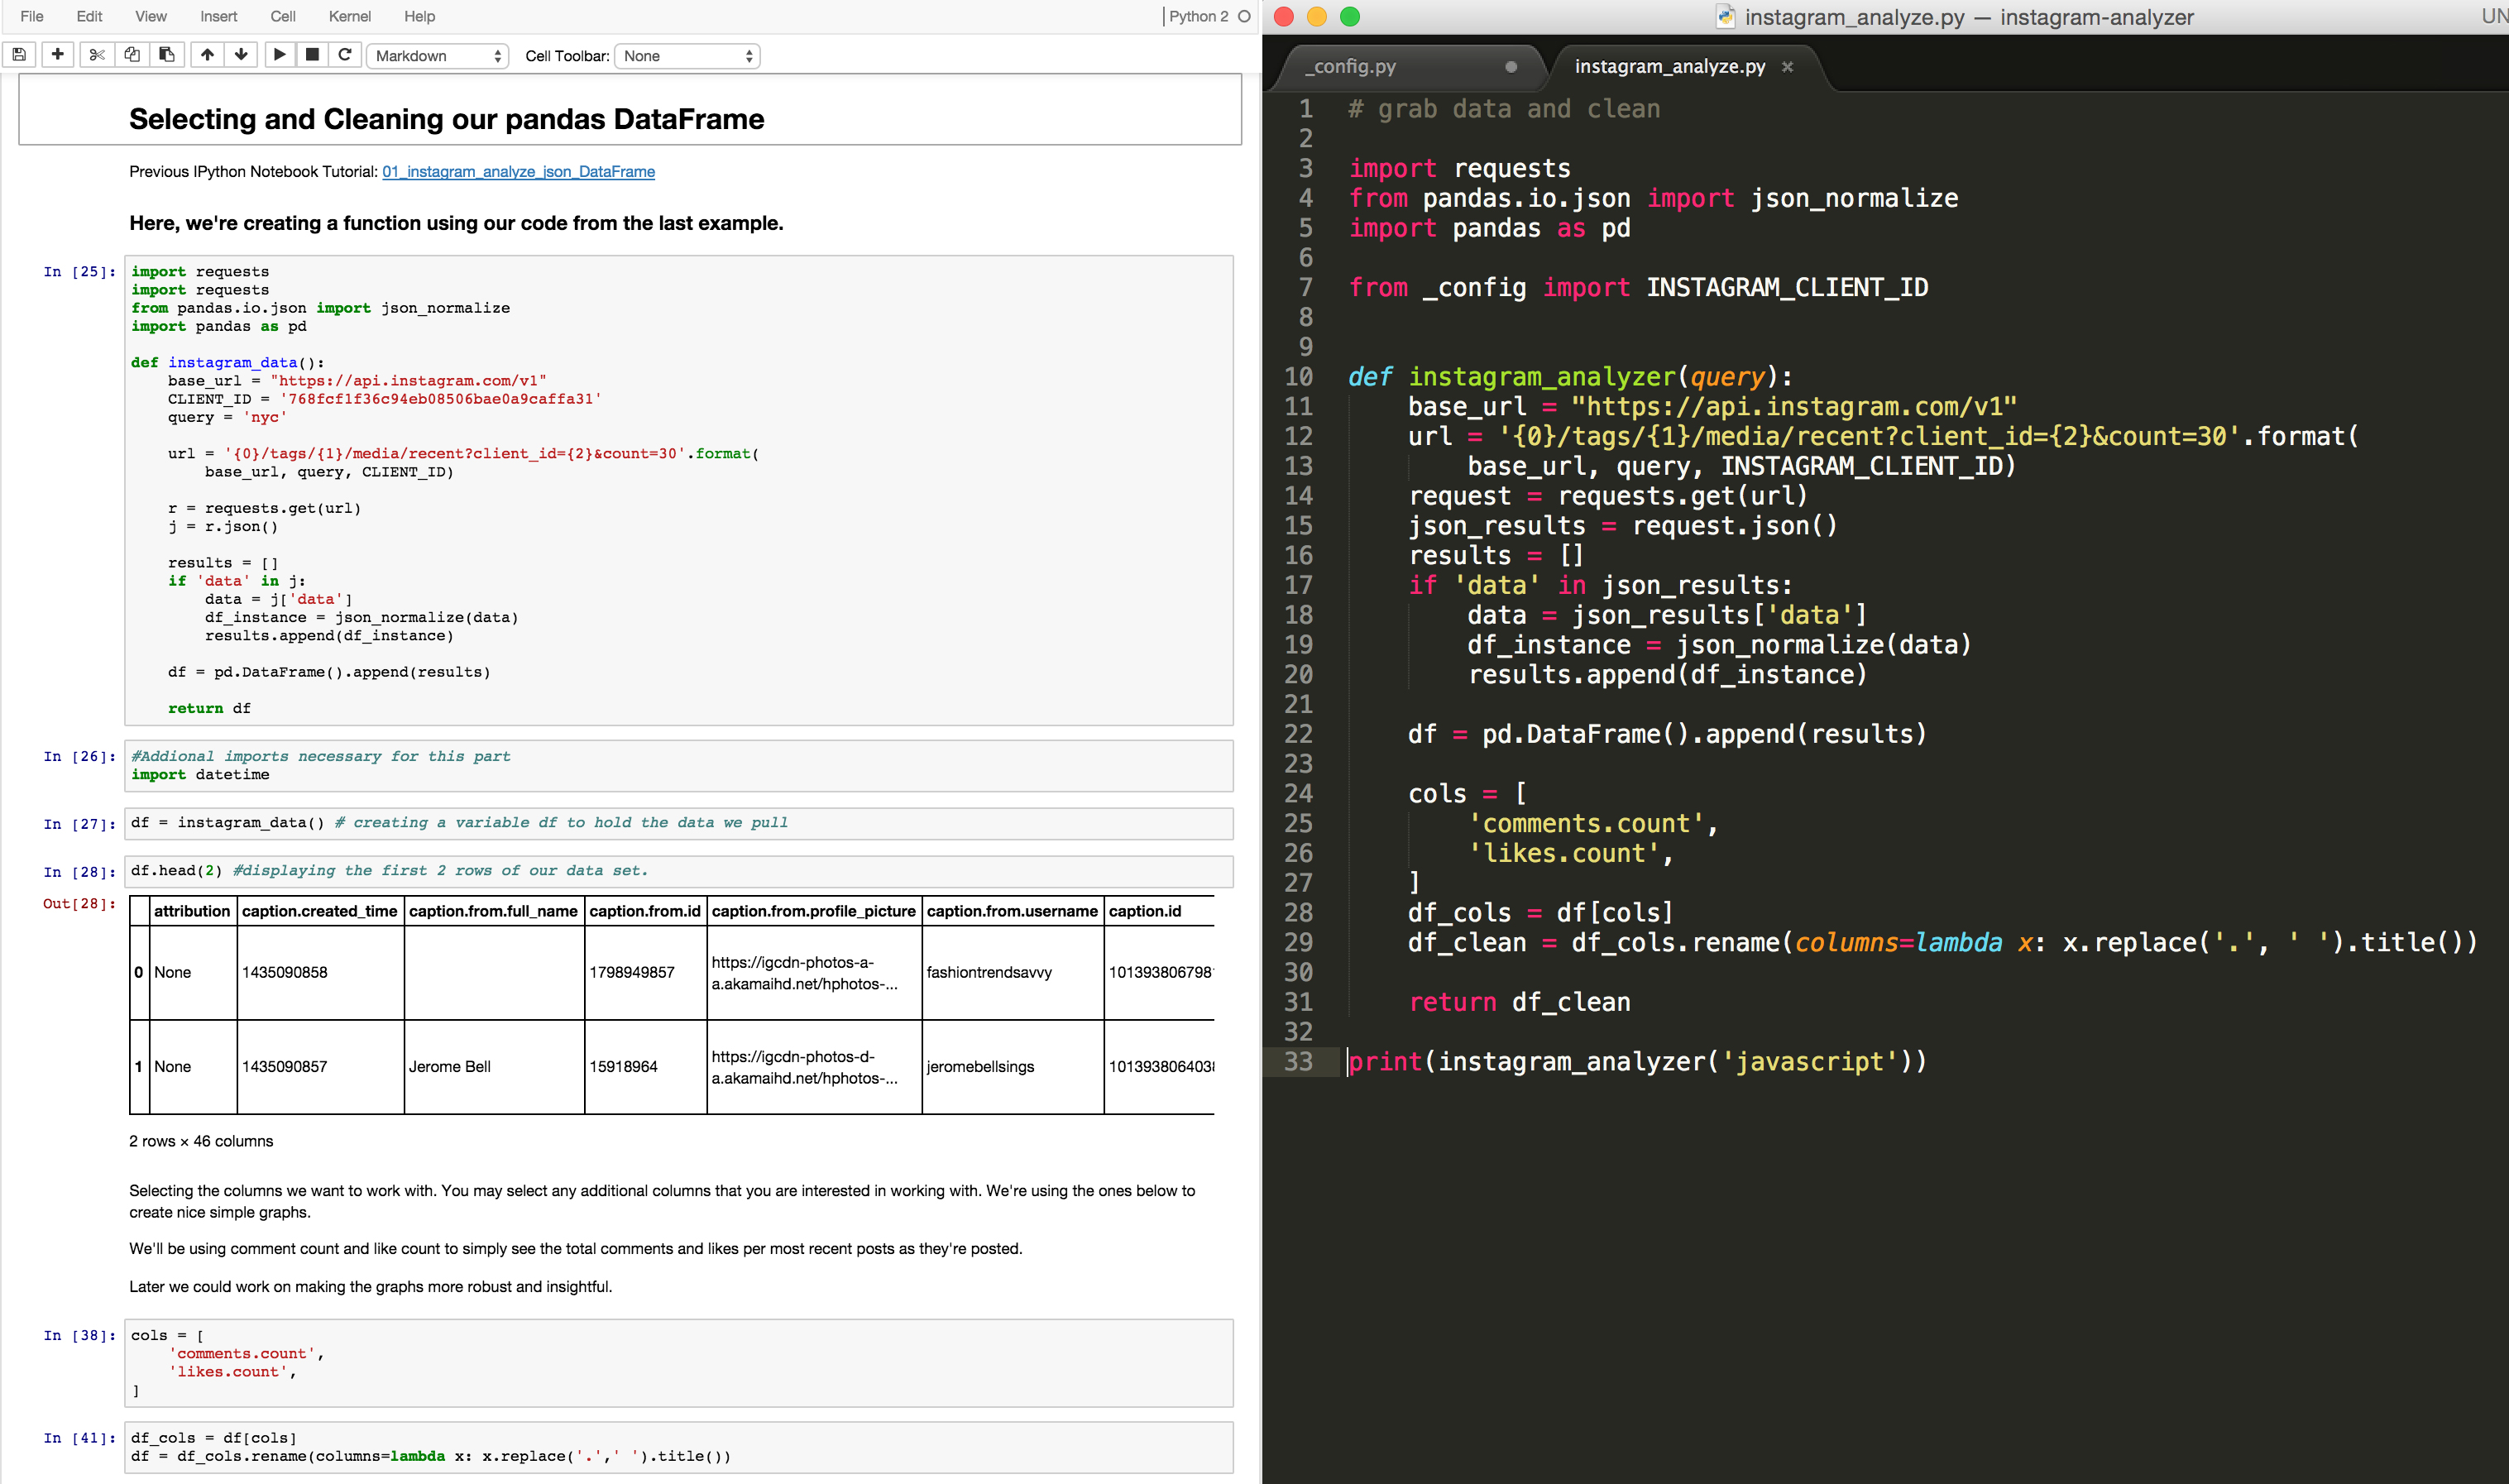 File Edit View Insert Cell Kernel Help Python 2
Markdown Cell Toolbar: None
Selecting and Cleaning our pandas DataFrame
Previous IPython Notebook Tutorial: 01_instagram_analyze_json_DataFrame
Here, we're creating a function using our code from the last example.
In [25]:
import requests
import requests
from pandas.io.json import json_normalize
import pandas as pd
def instagram_data():
    base_url = "https://api.instagram.com/v1"
    CLIENT_ID = '768fcf1f36c94eb08506bae0a9caffa31'
    query = 'nyc'
    url = '{0}/tags/{1}/media/recent?client_id={2}&count=30'.format(
        base_url, query, CLIENT_ID)
    r = requests.get(url)
    j = r.json()
    results = []
    if 'data' in j:
        data = j['data']
        df_instance = json_normalize(data)
        results.append(df_instance)
    df = pd.DataFrame().append(results)
    return df
In [26]:
#Addional imports necessary for this part
import datetime
In [27]:
df = instagram_data() # creating a variable df to hold the data we pull
In [28]:
df.head(2) #displaying the first 2 rows of our data set.
Out[28]:
attribution caption.created_time caption.from.full_name caption.from.id caption.from.profile_picture caption.from.username caption.id
0 None 1435090858 1798949857 https://igcdn-photos-a-
a.akamaihd.net/hphotos-... fashiontrendsavvy 101393806798
1 None 1435090857 Jerome Bell 15918964 https://igcdn-photos-d-
a.akamaihd.net/hphotos-... jeromebellsings 101393806403
2 rows × 46 columns
Selecting the columns we want to work with. You may select any additional columns that you are interested in working with. We're using the ones below to
create nice simple graphs.
We'll be using comment count and like count to simply see the total comments and likes per most recent posts as they're posted.
Later we could work on making the graphs more robust and insightful.
In [38]:
cols = [
    'comments.count',
    'likes.count',
]
In [41]:
df_cols = df[cols]
df = df_cols.rename(columns=lambda x: x.replace('.',' ').title())
instagram_analyze.py — instagram-analyzer UN
_config.py instagram_analyze.py ×
1 # grab data and clean
2
3 import requests
4 from pandas.io.json import json_normalize
5 import pandas as pd
6
7 from _config import INSTAGRAM_CLIENT_ID
8
9
10 def instagram_analyzer(query):
11     base_url = "https://api.instagram.com/v1"
12     url = '{0}/tags/{1}/media/recent?client_id={2}&count=30'.format(
13         base_url, query, INSTAGRAM_CLIENT_ID)
14     request = requests.get(url)
15     json_results = request.json()
16     results = []
17     if 'data' in json_results:
18         data = json_results['data']
19         df_instance = json_normalize(data)
20         results.append(df_instance)
21
22     df = pd.DataFrame().append(results)
23
24     cols = [
25         'comments.count',
26         'likes.count',
27     ]
28     df_cols = df[cols]
29     df_clean = df_cols.rename(columns=lambda x: x.replace('.', ' ').title())
30
31     return df_clean
32
33 print(instagram_analyzer('javascript'))